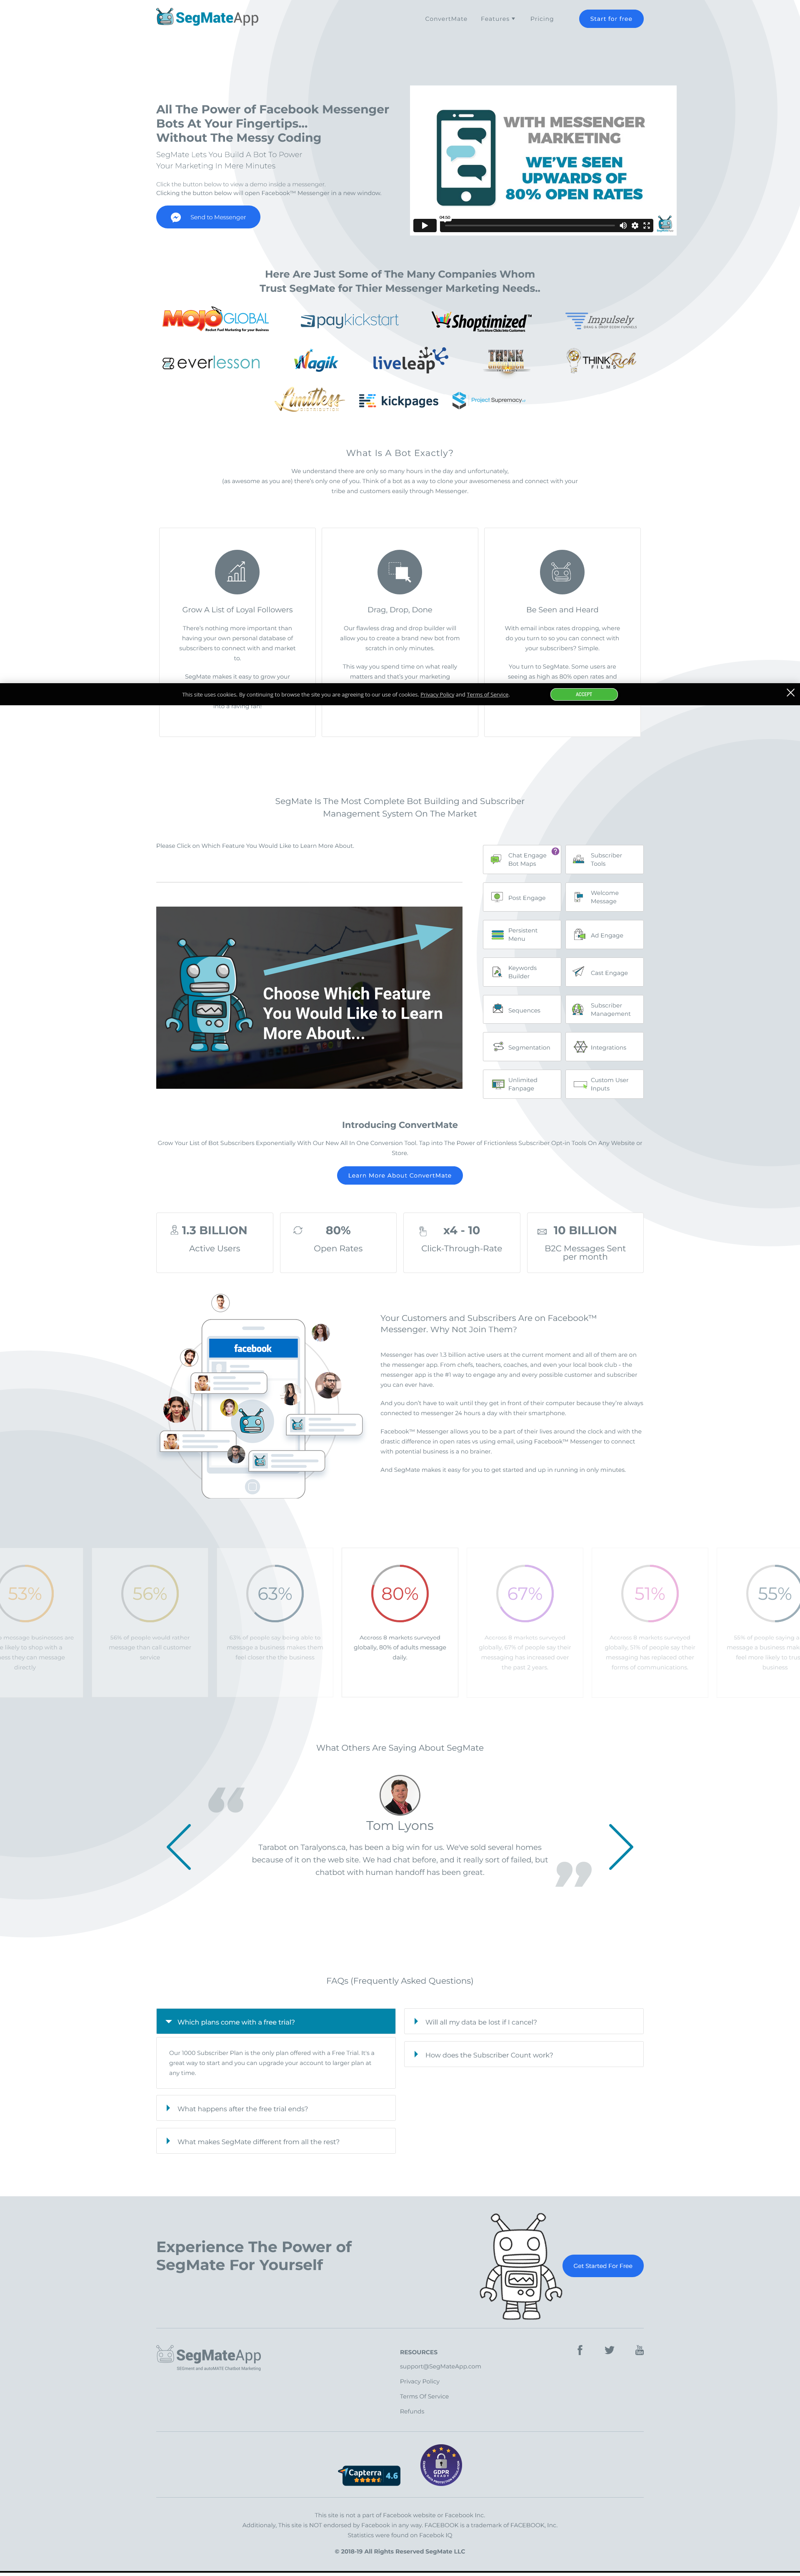 SegMateApp
ConvertMate
Features
Pricing
Start for free
All The Power of Facebook Messenger
Bots At Your Fingertips...
Without The Messy Coding
SegMate Lets You Build A Bot To Power
Your Marketing in Mere Minutes
Click the button below to view a demo inside a messenger
Clicking the button below will open Facebook™ Messenger in a new window.
Send to Messenger
WITH MESSENGER
MARKETING
WE'VE SEEN
UPWARDS OF
80% OPEN RATES
04:50
Here Are Just Some of The Many Companies Whom
Trust SegMate for Thier Messenger Marketing Needs..
MOJO GLOBAL
Rocket Fuel Marketing for your Business
paykickstart
Shoptimized™
Turn More Clicks Into Customers
Impulsely
DRAG & DROP ECOM FUNNELS
everlesson
Wagik
liveleap
TH!NK
THINK Rich
FILMS
Limitless
DISTRIBUTION
kickpages
Project Supremacy
What Is A Bot Exactly?
We understand there are only so many hours in the day and unfortunately,
(as awesome as you are) there's only one of you. Think of a bot as a way to clone your awesomeness and connect with your
tribe and customers easily through Messenger.
Grow A List of Loyal Followers
There's nothing more important than
having your own personal database of
subscribers to connect with and market
to.
SegMate makes it easy to grow your
into a raving fan!
Drag, Drop, Done
Our flawless drag and drop builder will
allow you to create a brand new bot from
scratch in only minutes.
This way you spend time on what really
matters and that's your marketing
Be Seen and Heard
With email inbox rates dropping, where
do you turn to so you can connect with
your subscribers? Simple.
You turn to SegMate. Some users are
seeing as high as 80% open rates and
This site uses cookies. By continuing to browse the site you are agreeing to our use of cookies. Privacy Policy and Terms of Service.
ACCEPT
SegMate Is The Most Complete Bot Building and Subscriber
Management System On The Market
Please Click on Which Feature You Would Like to Learn More About.
Choose Which Feature
You Would Like to Learn
More About...
Chat Engage
Bot Maps
?
Subscriber
Tools
Post Engage
Welcome
Message
Persistent
Menu
Ad Engage
Keywords
Builder
Cast Engage
Sequences
Subscriber
Management
Segmentation
Integrations
Unlimited
Fanpage
Custom User
Inputs
Introducing ConvertMate
Grow Your List of Bot Subscribers Exponentially With Our New All In One Conversion Tool. Tap into The Power of Frictionless Subscriber Opt-in Tools On Any Website or
Store.
Learn More About ConvertMate
1.3 BILLION
Active Users
80%
Open Rates
x4 - 10
Click-Through-Rate
10 BILLION
B2C Messages Sent
per month
facebook
Your Customers and Subscribers Are on Facebook™
Messenger. Why Not Join Them?
Messenger has over 1.3 billion active users at the current moment and all of them are on
the messenger app. From chefs, teachers, coaches, and even your local book club - the
messenger app is the #1 way to engage any and every possible customer and subscriber
you can ever have.
And you don't have to wait until they get in front of their computer because they're always
connected to messenger 24 hours a day with their smartphone.
Facebook™ Messenger allows you to be a part of their lives around the clock and with the
drastic difference in open rates vs using email, using Facebook™ Messenger to connect
with potential business is a no brainer.
And SegMate makes it easy for you to get started and up in running in only minutes.
53%
message businesses are
likely to shop with a
they can message
directly
56%
56% of people would rather
message than call customer
service
63%
63% of people say being able to
message a business makes them
feel closer the the business
80%
Accross 8 markets surveyed
globally, 80% of adults message
daily.
67%
Accross 8 markets surveyed
globally, 67% of people say their
messaging has increased over
the past 2 years.
51%
Accross 8 markets surveyed
globally, 51% of people say their
messaging has replaced other
forms of communications.
55%
of people saying
message a business
feel more likely to
business
What Others Are Saying About SegMate
“
Tom Lyons
Tarabot on Taralyons.ca, has been a big win for us. We've sold several homes
because of it on the web site. We had chat before, and it really sort of failed, but
chatbot with human handoff has been great.
”
FAQs (Frequently Asked Questions)
Which plans come with a free trial?
Our 1000 Subscriber Plan is the only plan offered with a Free Trial. It's a
great way to start and you can upgrade your account to larger plan at
any time.
What happens after the free trial ends?
What makes SegMate different from all the rest?
Will all my data be lost if I cancel?
How does the Subscriber Count work?
Experience The Power of
SegMate For Yourself
Get Started For Free
SegMateApp
SEGment and autoMATE Chatbot Marketing
RESOURCES
support@SegMateApp.com
Privacy Policy
Terms Of Service
Refunds
Capterra
4.6
GDPR
READY
This site is not a part of Facebook website or Facebook Inc.
Additionaly, This site is NOT endorsed by Facebook in any way. FACEBOOK is a trademark of FACEBOOK, Inc.
Statistics were found on Facebok IQ
© 2018-19 All Rights Reserved SegMate LLC